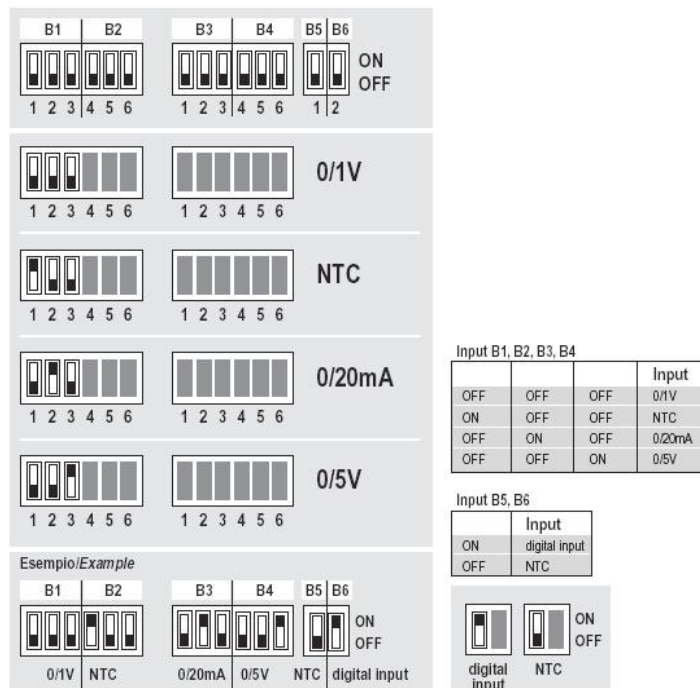 B1 B2 B3 B4 B5 B6
ON
OFF
1 2 3 4 5 6 1 2 3 4 5 6 1 2
0/1V
1 2 3 4 5 6 1 2 3 4 5 6
NTC
1 2 3 4 5 6 1 2 3 4 5 6
0/20mA
1 2 3 4 5 6 1 2 3 4 5 6
0/5V
1 2 3 4 5 6 1 2 3 4 5 6
Esempio/Example
B1 B2 B3 B4 B5 B6
ON
OFF
0/1V NTC 0/20mA 0/5V NTC digital input
Input B1, B2, B3, B4
Input
OFF OFF OFF 0/1V
ON OFF OFF NTC
OFF ON OFF 0/20mA
OFF OFF ON 0/5V
Input B5, B6
Input
ON digital input
OFF NTC
ON
OFF
digital NTC
input